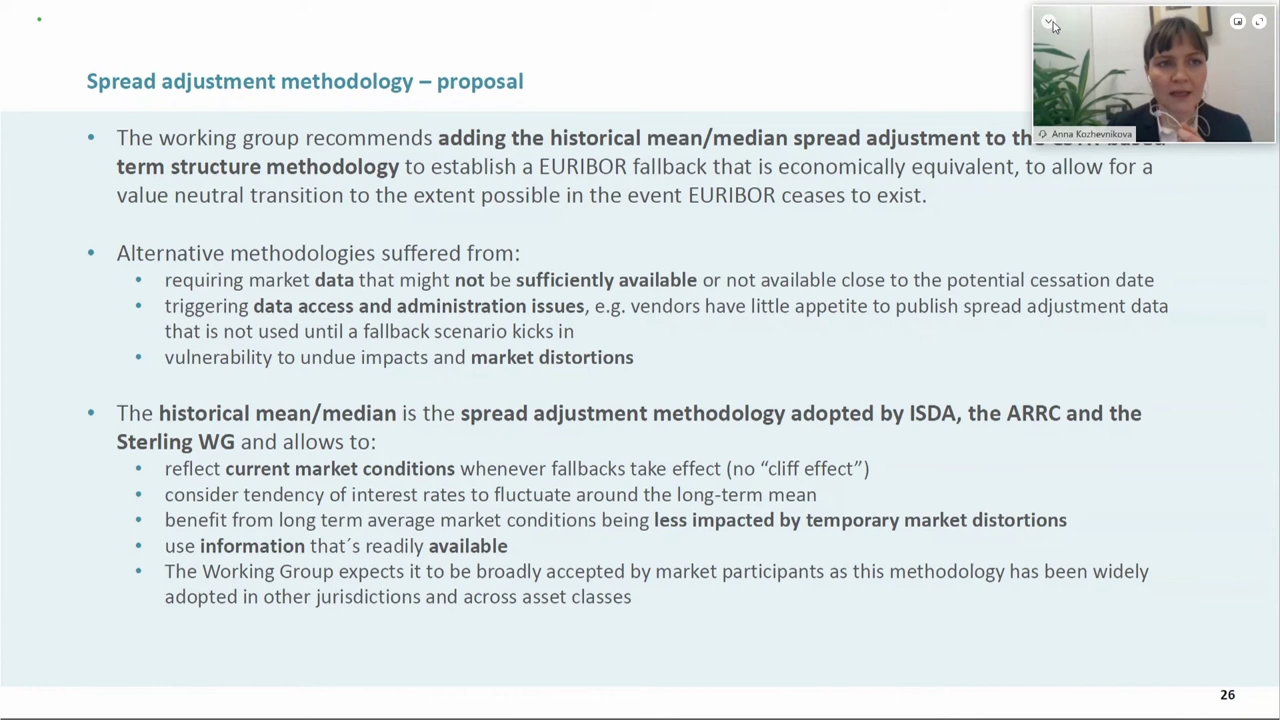 Spread adjustment methodology – proposal
Anna Kozhevnikova
• The working group recommends adding the historical mean/median spread adjustment to the
term structure methodology to establish a EURIBOR fallback that is economically equivalent, to allow for a
value neutral transition to the extent possible in the event EURIBOR ceases to exist.
• Alternative methodologies suffered from:
• requiring market data that might not be sufficiently available or not available close to the potential cessation date
• triggering data access and administration issues, e.g. vendors have little appetite to publish spread adjustment data
that is not used until a fallback scenario kicks in
• vulnerability to undue impacts and market distortions
• The historical mean/median is the spread adjustment methodology adopted by ISDA, the ARRC and the
Sterling WG and allows to:
• reflect current market conditions whenever fallbacks take effect (no “cliff effect”)
• consider tendency of interest rates to fluctuate around the long-term mean
• benefit from long term average market conditions being less impacted by temporary market distortions
• use information that´s readily available
• The Working Group expects it to be broadly accepted by market participants as this methodology has been widely
adopted in other jurisdictions and across asset classes
26